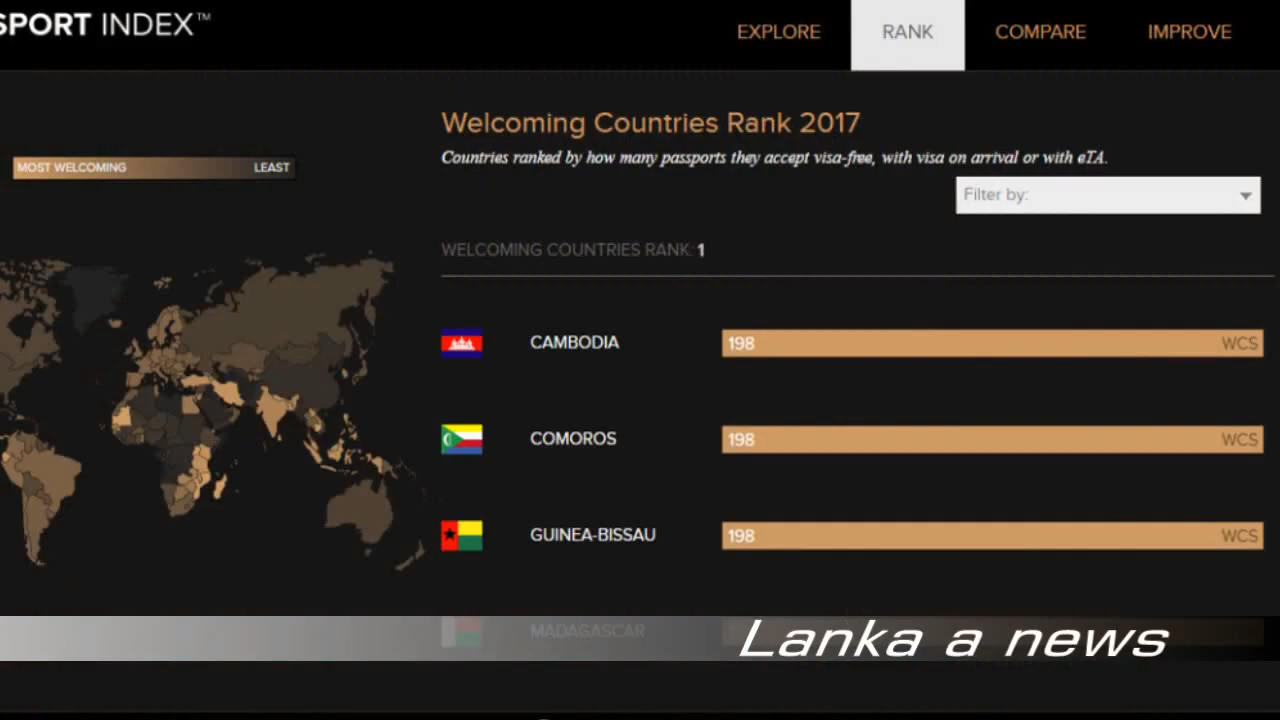 SPORT INDEX™
EXPLORE
RANK
COMPARE
IMPROVE
Welcoming Countries Rank 2017
Countries ranked by how many passports they accept visa-free, with visa on arrival or with eTA.
MOST WELCOMING LEAST
Filter by:
WELCOMING COUNTRIES RANK: 1
CAMBODIA 198 WCS
COMOROS 198 WCS
GUINEA-BISSAU 198 WCS
MADAGASCAR
Lanka a news